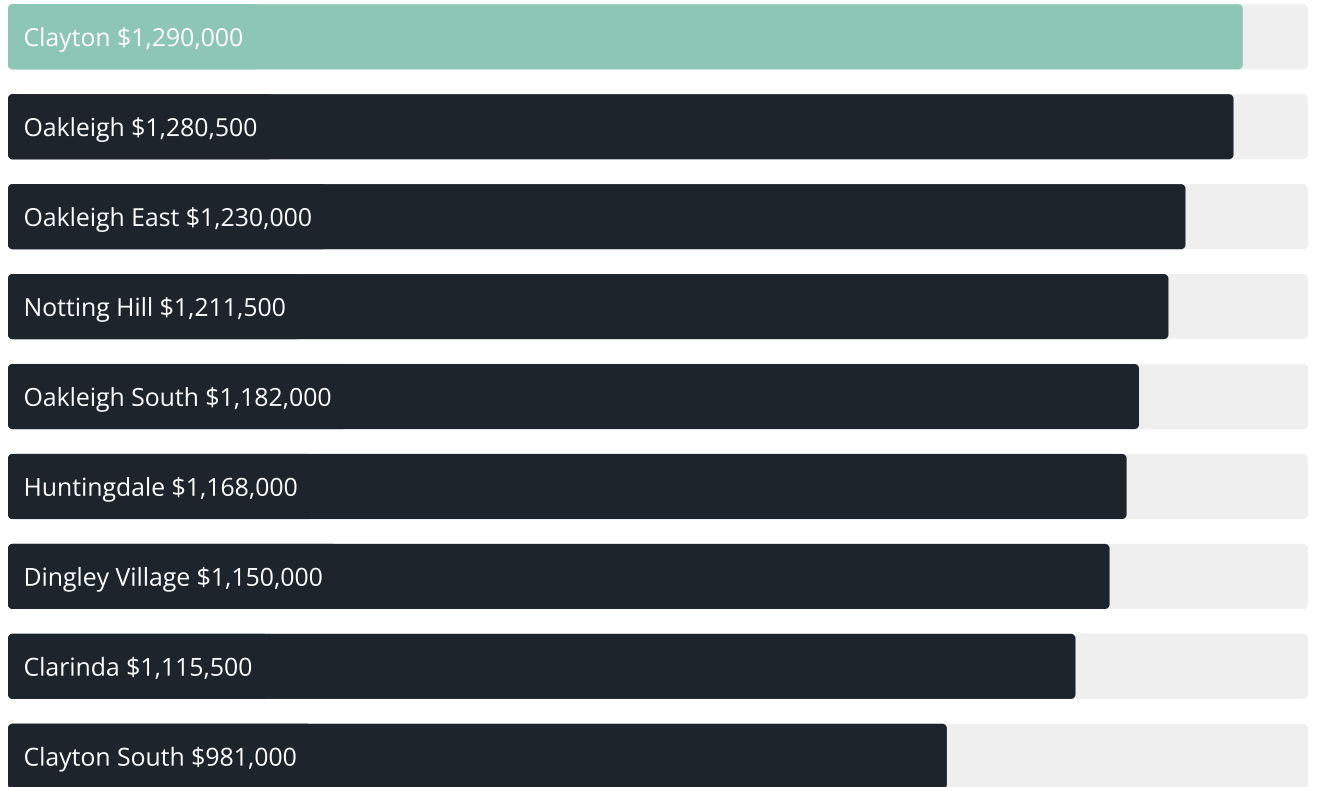 Clayton $1,290,000
Oakleigh $1,280,500
Oakleigh East $1,230,000
Notting Hill $1,211,500
Oakleigh South $1,182,000
Huntingdale $1,168,000
Dingley Village $1,150,000
Clarinda $1,115,500
Clayton South $981,000